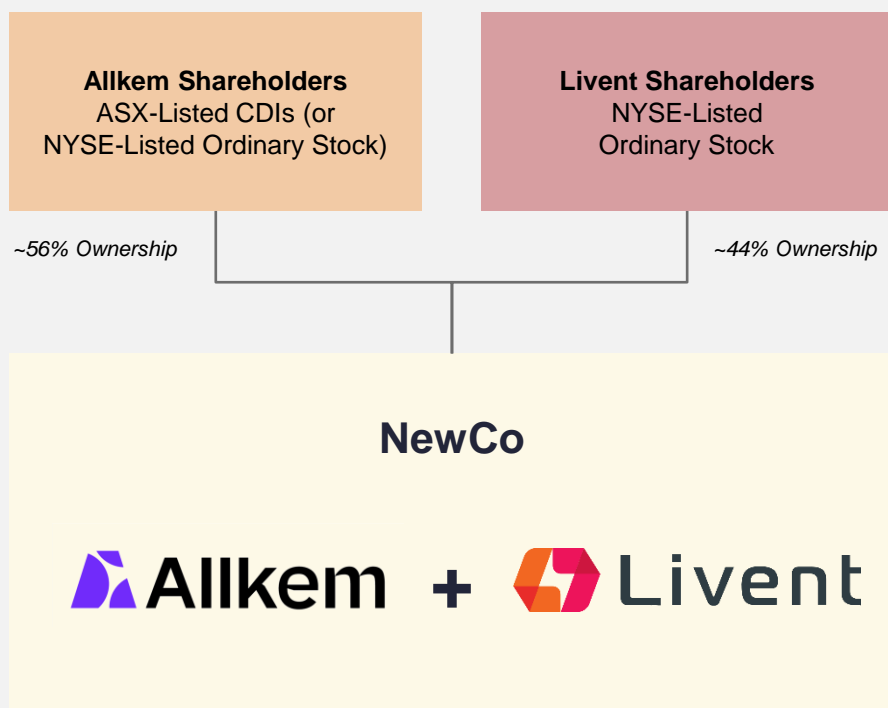 Allkem Shareholders
ASX-Listed CDIs (or
NYSE-Listed Ordinary Stock)
Livent Shareholders
NYSE-Listed
Ordinary Stock
~56% Ownership
~44% Ownership
NewCo
Allkem + Livent